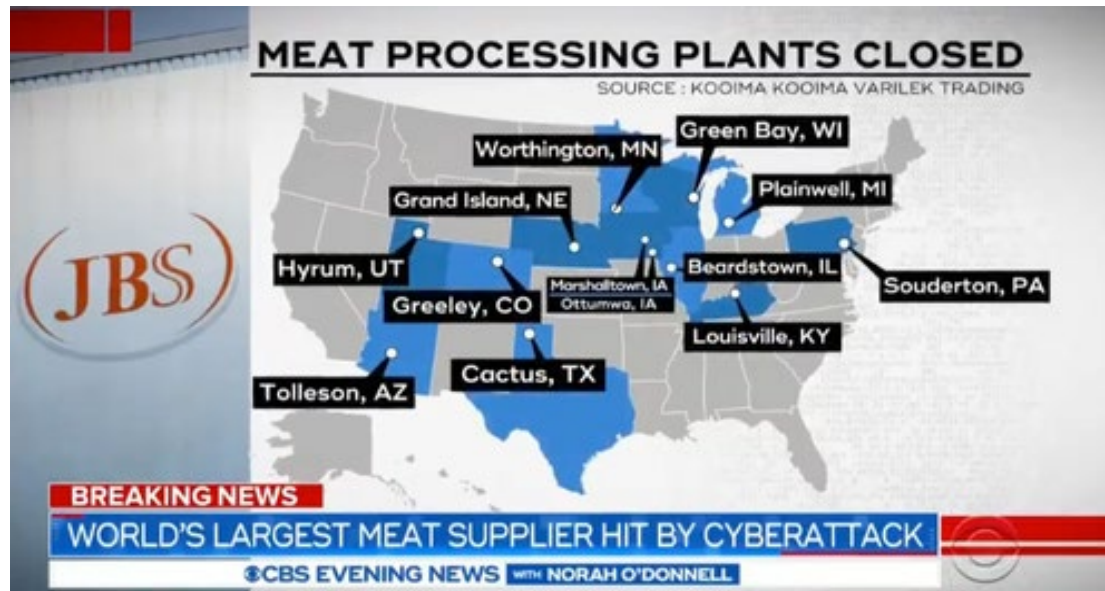 MEAT PROCESSING PLANTS CLOSED
SOURCE : KOOIMA KOOIMA VARILEK TRADING
JBS
Worthington, MN
Green Bay, WI
Grand Island, NE
Plainwell, MI
Hyrum, UT
Greeley, CO
Marshalltown, IA
Ottumwa, IA
Beardstown, IL
Souderton, PA
Louisville, KY
Cactus, TX
Tolleson, AZ
BREAKING NEWS
WORLD'S LARGEST MEAT SUPPLIER HIT BY CYBERATTACK
CBS EVENING NEWS WITH NORAH O'DONNELL